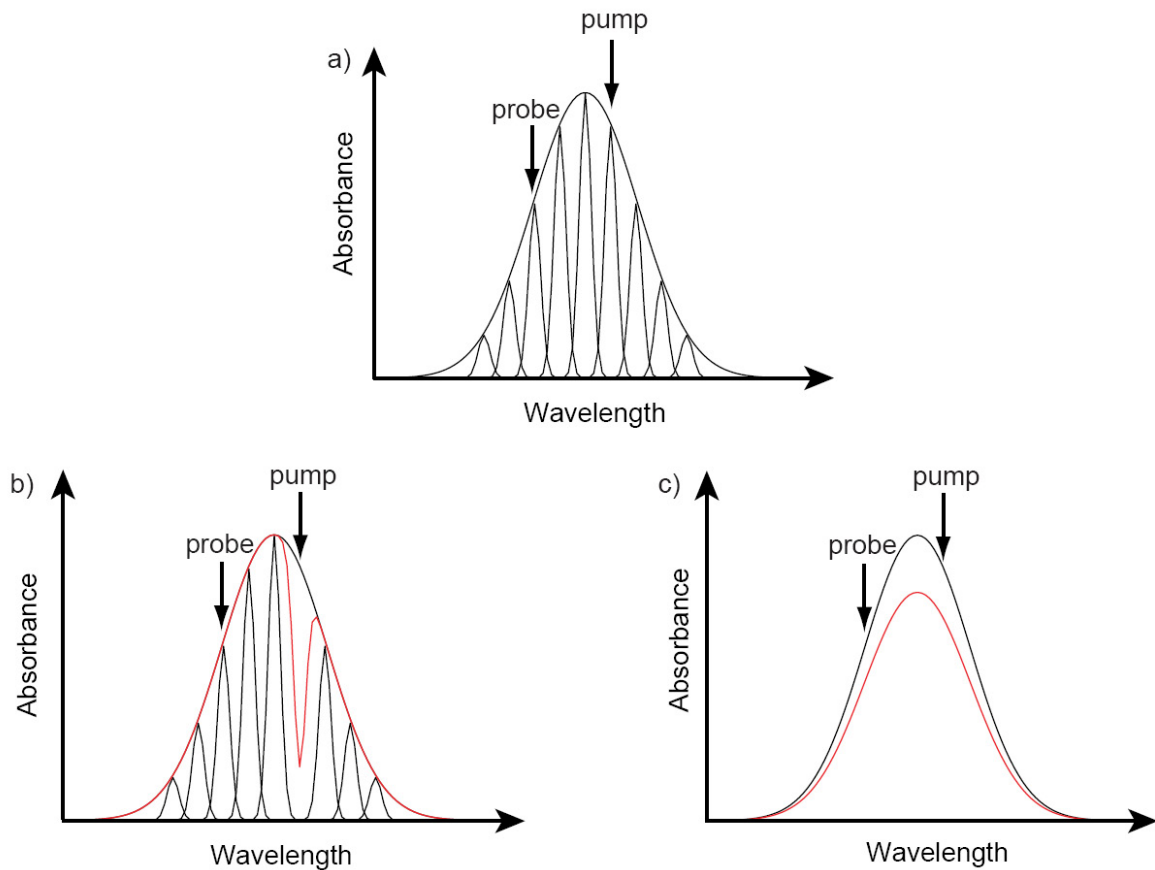 pump
a)
probe
Absorbance
Wavelength
b)
pump
probe
Absorbance
Wavelength
c)
pump
probe
Absorbance
Wavelength